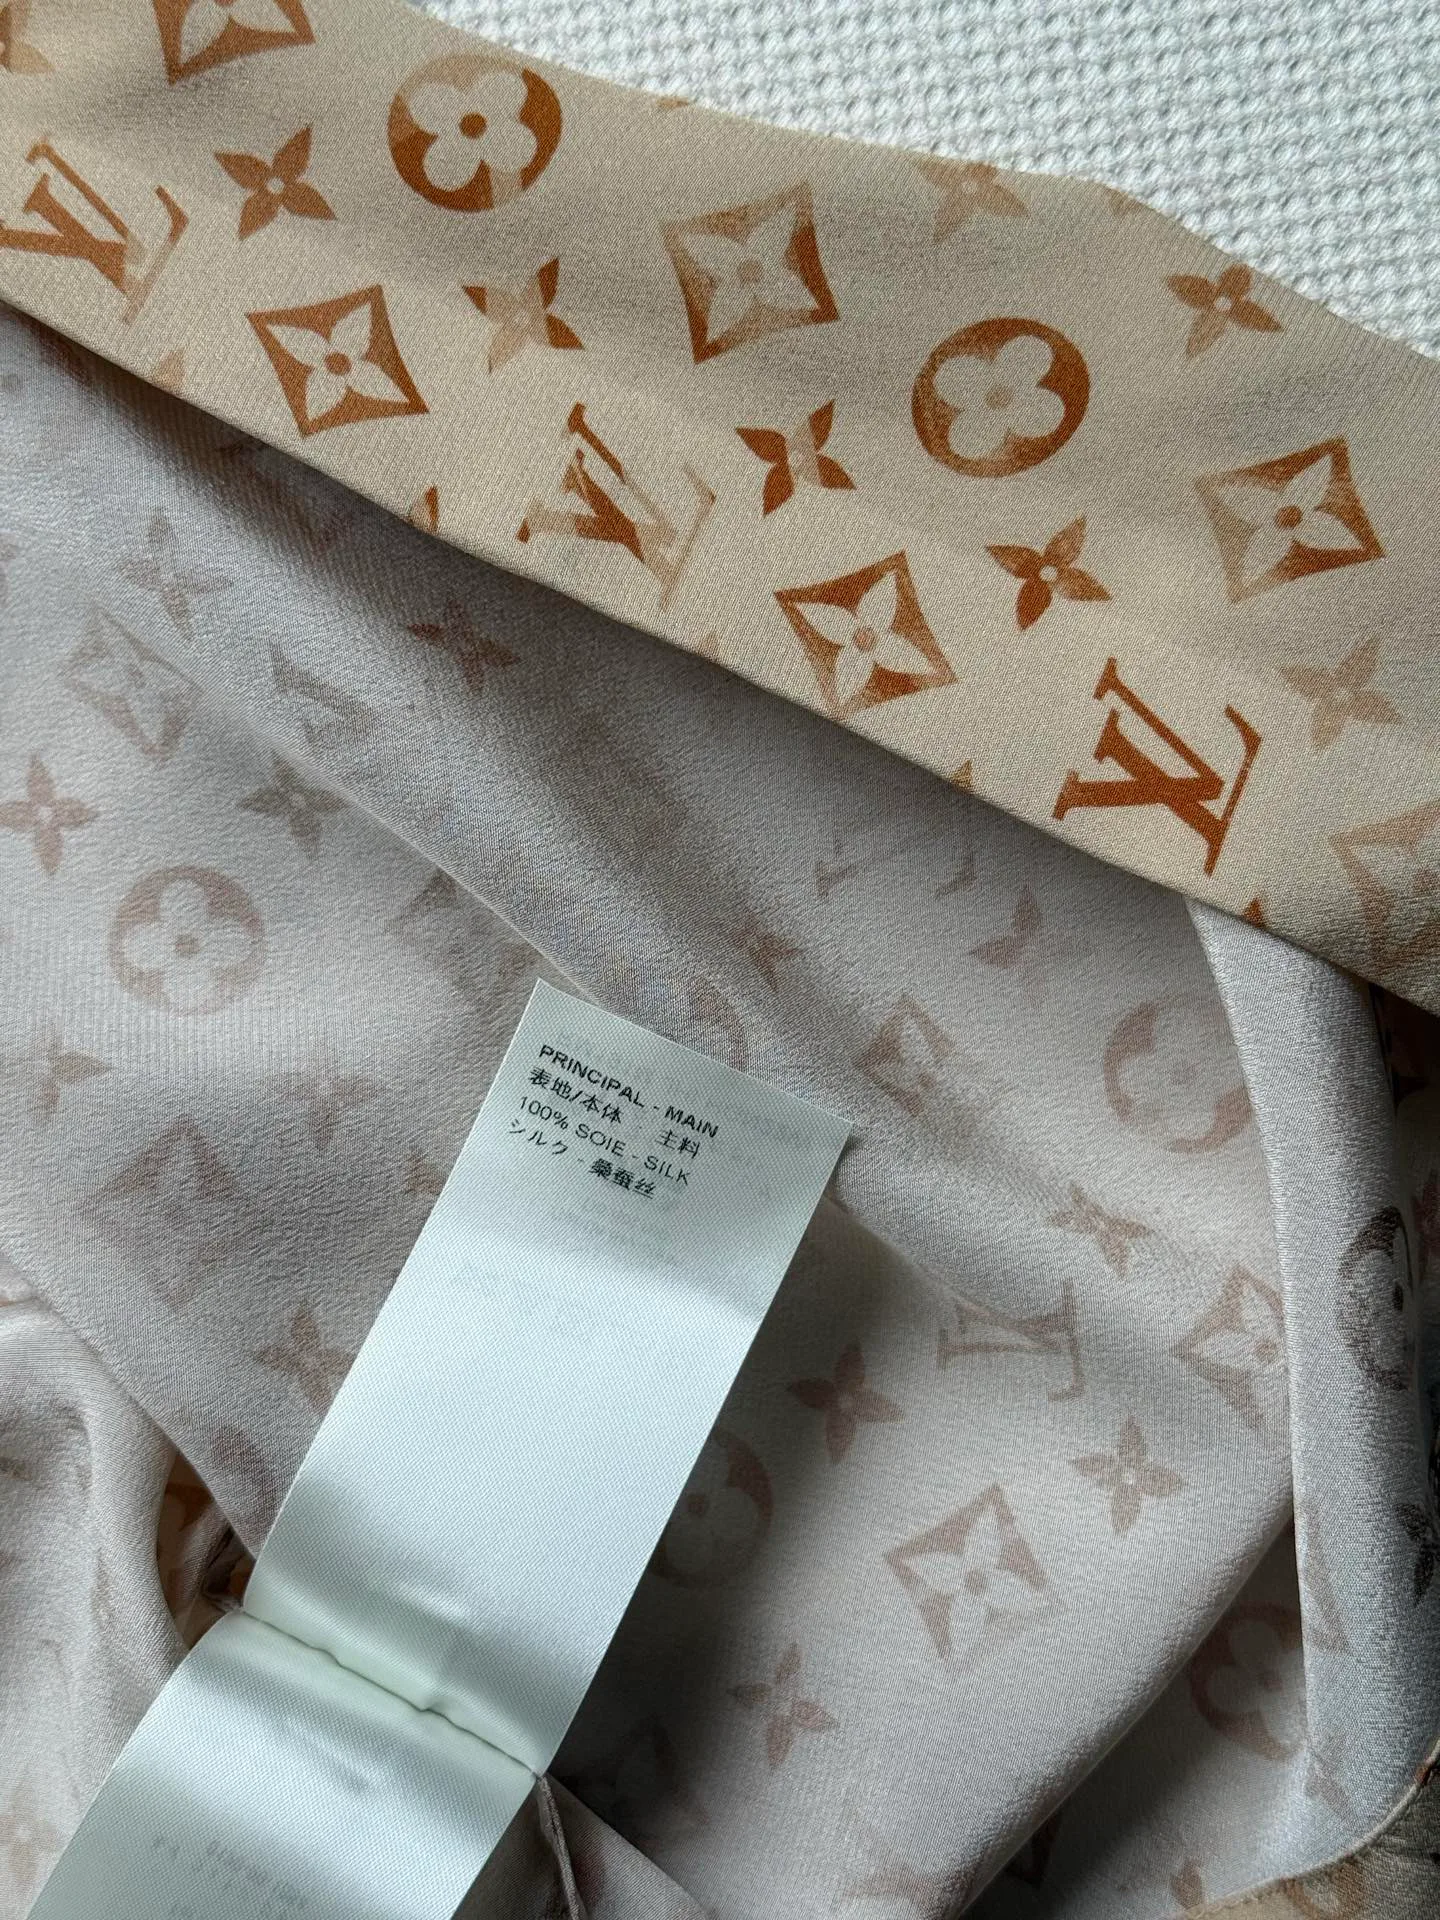 PRINCIPAL - MAIN
表地/本体 - 主料
100% SOIE - SILK
シルク - 桑蚕丝